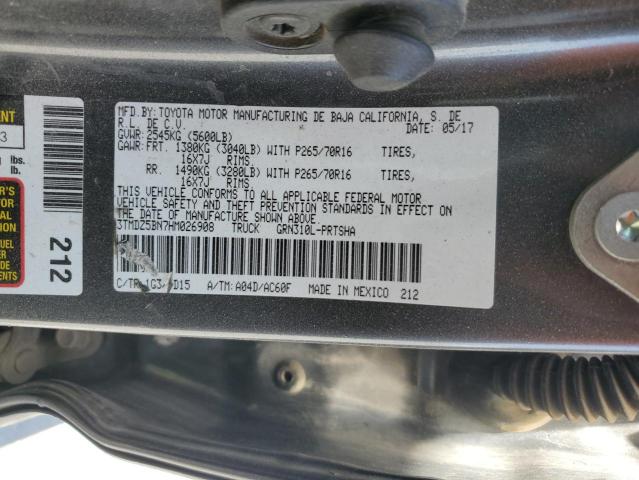 MFD.BY:TOYOTA MOTOR MANUFACTURING DE BAJA CALIFORNIA, S. DE
R.L. DE C.V. DATE: 05/17
GVWR:2545KG(5600LB)
GAWR:FRT. 1380KG (3040LB) WITH P265/70R16 TIRES,
16X7J RIMS,
RR. 1490KG (3280LB) WITH P265/70R16 TIRES,
16X7J RIMS,
THIS VEHICLE CONFORMS TO ALL APPLICABLE FEDERAL MOTOR
VEHICLE SAFETY AND THEFT PREVENTION STANDARDS IN EFFECT ON
THE DATE OF MANUFACTURE SHOWN ABOVE.
3TMDZ5BN7HM026908 TRUCK GRN310L-PRTSHA
A/TM: A04D/AC60F MADE IN MEXICO 212
3
lbs.
lb.
212